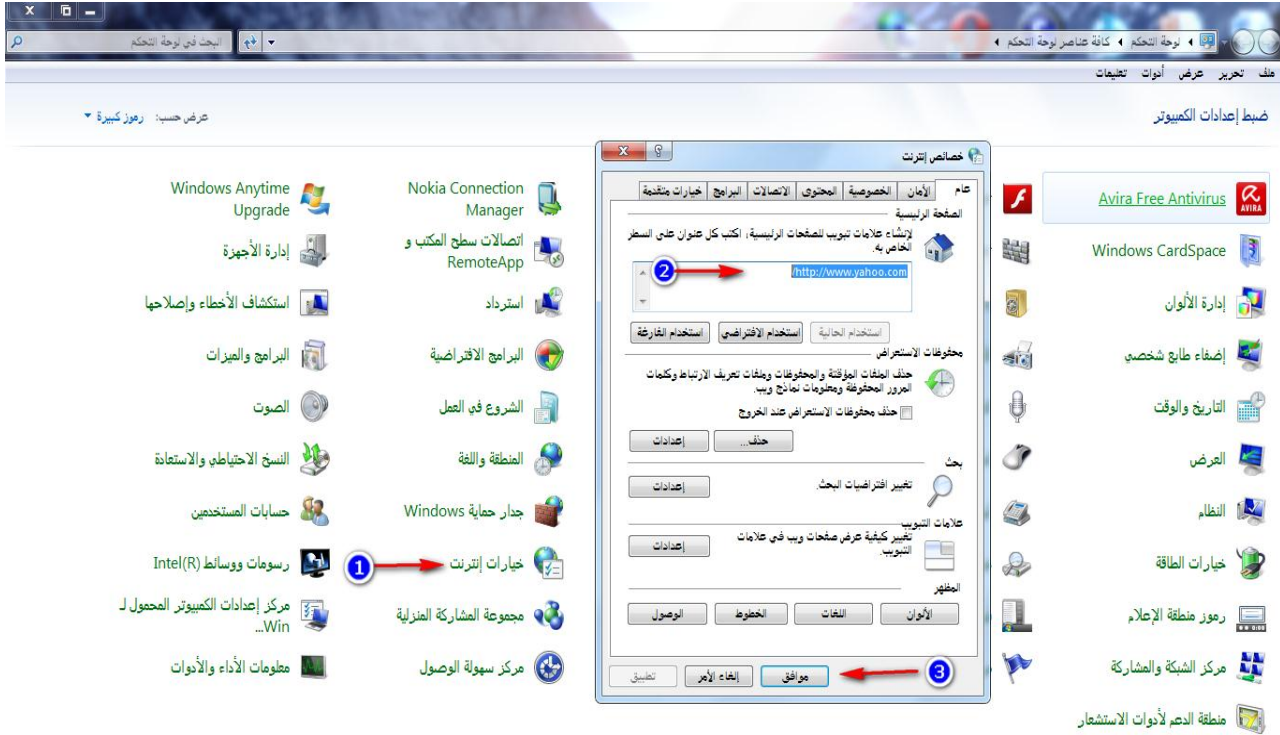 لوحة التحكم
كافة عناصر لوحة التحكم
البحث في لوحة التحكم
ملف تحرير عرض أدوات تعليمات
ضبط إعدادات الكمبيوتر
عرض حسب: رموز كبيرة
Avira Free Antivirus
AVIRA
Windows CardSpace
إدارة الألوان
إضفاء طابع شخصي
التاريخ والوقت
العرض
النظام
خيارات الطاقة
رموز منطقة الإعلام
مركز الشبكة والمشاركة
منطقة الدعم لأدوات الاستشعار
خصائص إنترنت
عام الأمان الخصوصية المحتوى الاتصالات البرامج خيارات متقدمة
الصفحة الرئيسية
لإنشاء علامات تبويب للصفحات الرئيسية، اكتب كل عنوان على السطر
الخاص به.
2
http://www.yahoo.com/
استخدام الحالية استخدام الافتراضي استخدام الفارغة
محفوظات الاستعراض
حذف الملفات المؤقتة والمحفوظات وملفات تعريف الارتباط وكلمات
المرور المحفوظة ومعلومات نماذج ويب.
حذف محفوظات الاستعراض عند الخروج
حذف... إعدادات
بحث
تغيير افتراضيات البحث.
إعدادات
علامات التبويب
تغيير كيفية عرض صفحات ويب في علامات
التبويب.
إعدادات
المظهر
الألوان اللغات الخطوط الوصول
موافق إلغاء الأمر تطبيق
3
Nokia Connection
Manager
اتصالات سطح المكتب و
RemoteApp
استرداد
البرامج الافتراضية
الشروع في العمل
المنطقة واللغة
جدار حماية Windows
خيارات إنترنت
1
مجموعة المشاركة المنزلية
مركز سهولة الوصول
Windows Anytime
Upgrade
إدارة الأجهزة
استكشاف الأخطاء وإصلاحها
البرامج والميزات
الصوت
النسخ الاحتياطي والاستعادة
حسابات المستخدمين
رسومات ووسائط Intel(R)
مركز إعدادات الكمبيوتر المحمول لـ
Win...
معلومات الأداء والأدوات